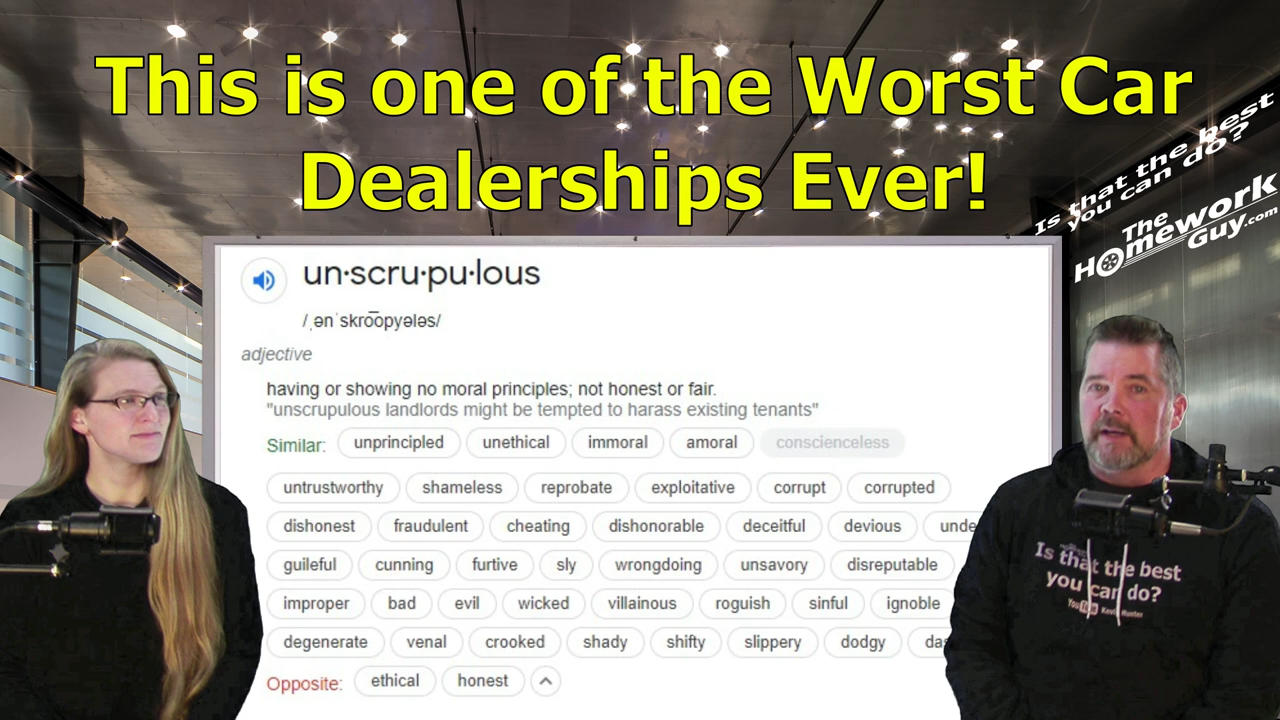 This is one of the Worst Car
Dealerships Ever!
Is that the best
you can do?
The
Homework
Guy.com
un·scru·pu·lous
/ˌənˈskro͞opyələs/
adjective
having or showing no moral principles; not honest or fair.
"unscrupulous landlords might be tempted to harass existing tenants"
Similar: unprincipled unethical immoral amoral conscienceless
untrustworthy shameless reprobate exploitative corrupt corrupted
dishonest fraudulent cheating dishonorable deceitful devious unde
guileful cunning furtive sly wrongdoing unsavory disreputable
improper bad evil wicked villainous roguish sinful ignoble
degenerate venal crooked shady shifty slippery dodgy das
Opposite: ethical honest
Is that the best
you can do?
YouTube Kevin Hunter